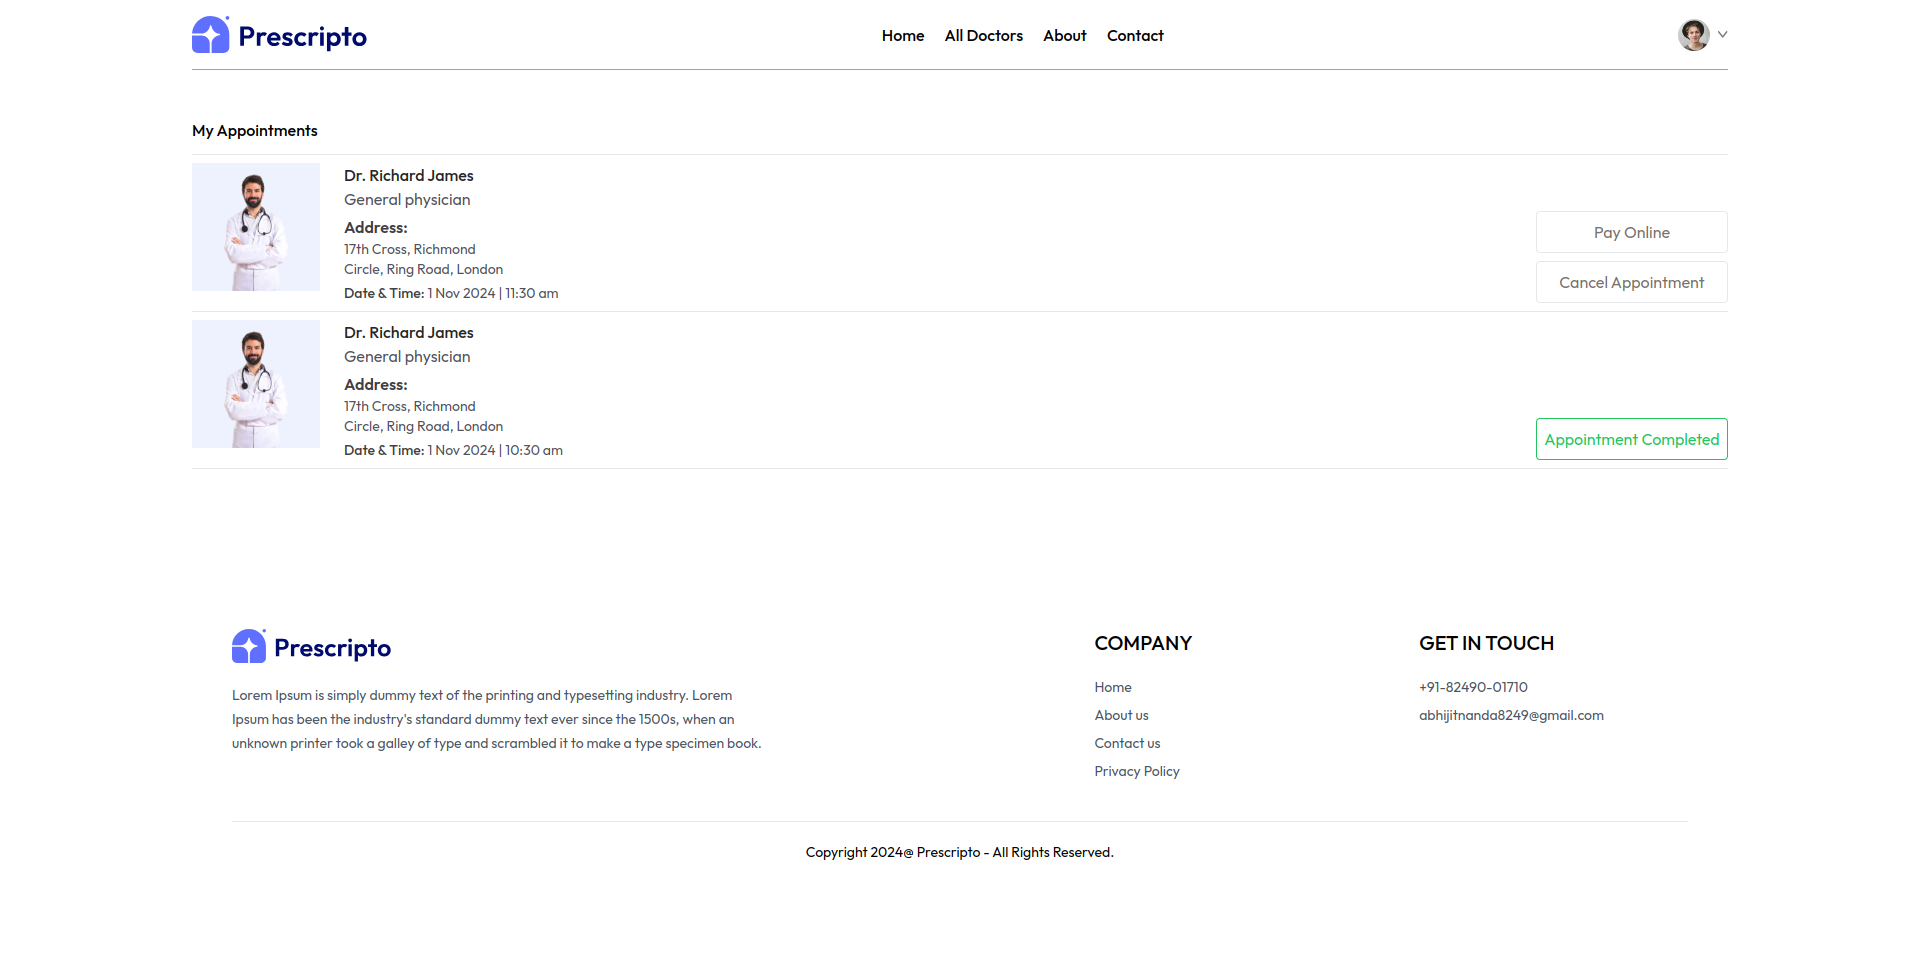 Prescripto
Home
All Doctors
About
Contact
My Appointments
Dr. Richard James
General physician
Address:
17th Cross, Richmond
Circle, Ring Road, London
Date & Time: 1 Nov 2024 | 11:30 am
Pay Online
Cancel Appointment
Dr. Richard James
General physician
Address:
17th Cross, Richmond
Circle, Ring Road, London
Date & Time: 1 Nov 2024 | 10:30 am
Appointment Completed
Prescripto
Lorem Ipsum is simply dummy text of the printing and typesetting industry. Lorem
Ipsum has been the industry's standard dummy text ever since the 1500s, when an
unknown printer took a galley of type and scrambled it to make a type specimen book.
COMPANY
Home
About us
Contact us
Privacy Policy
GET IN TOUCH
+91-82490-01710
abhijitnanda8249@gmail.com
Copyright 2024@ Prescripto - All Rights Reserved.